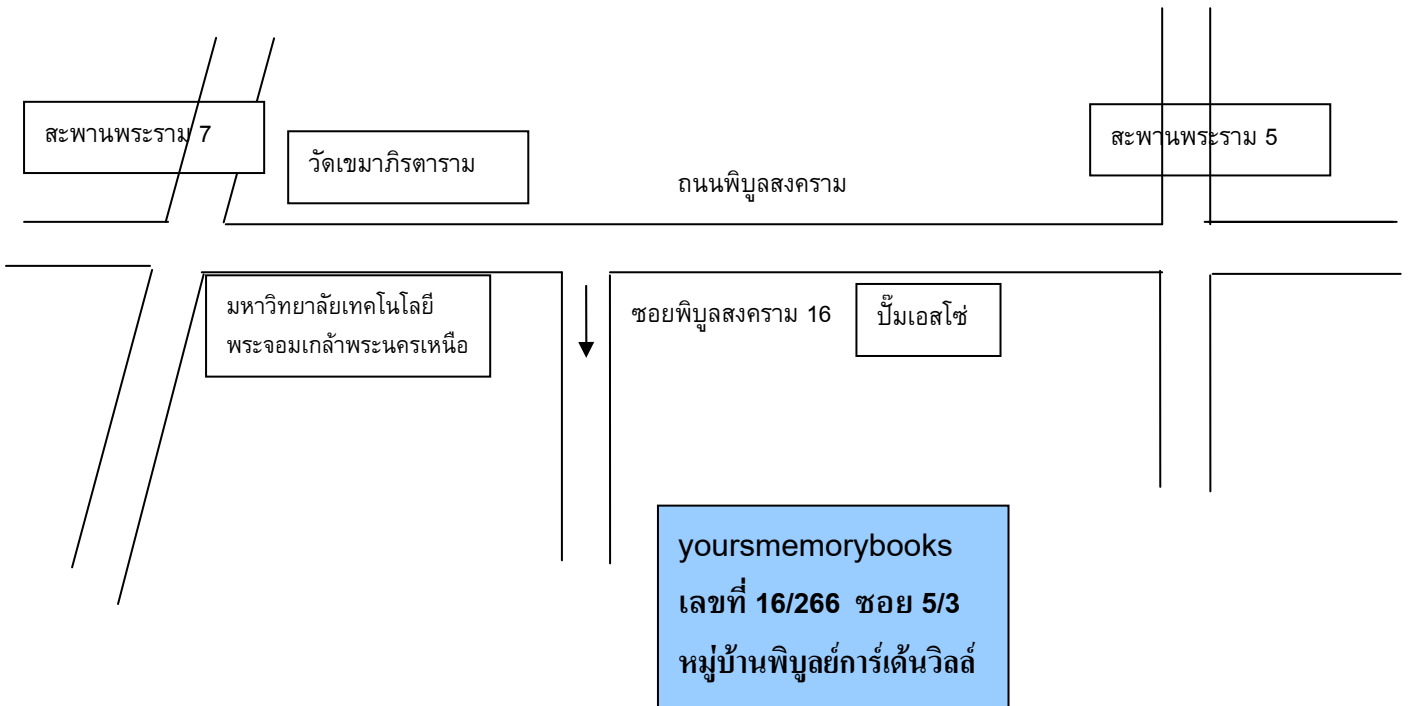 สะพานพระราม 7
วัดเขมาภิรตาราม
ถนนพิบูลสงคราม
สะพานพระราม 5
มหาวิทยาลัยเทคโนโลยี
พระจอมเกล้าพระนครเหนือ
ซอยพิบูลสงคราม 16
ปั๊มเอสโซ่
yoursmemorybooks
เลขที่ 16/266 ซอย 5/3
หมู่บ้านพิบูลย์การ์เด้นวิลล์